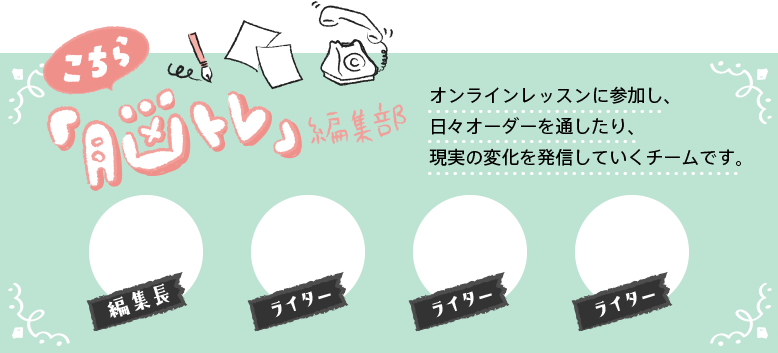 こちら
「脳トレ」編集部
オンラインレッスンに参加し、
日々オーダーを通したり、
現実の変化を発信していくチームです。
編集長
ライター
ライター
ライター